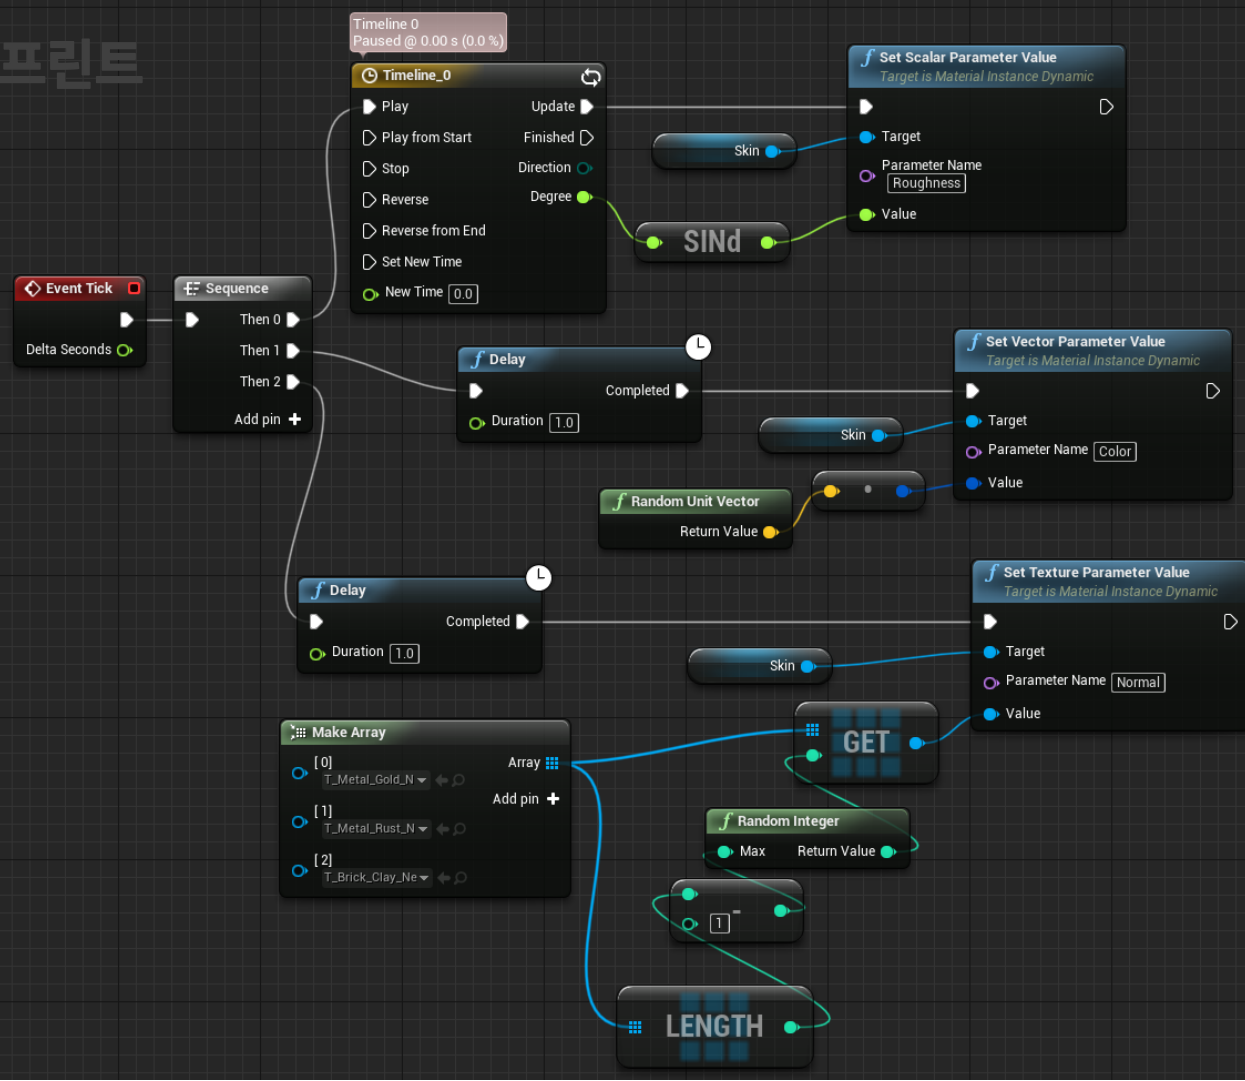 프린트
Timeline 0
Paused @ 0.00 s (0.0 %)
Timeline_0
Play
Update
Play from Start
Finished
Stop
Direction
Reverse
Degree
Reverse from End
Set New Time
New Time 0.0
Set Scalar Parameter Value
Target is Material Instance Dynamic
Target
Parameter Name
Roughness
Value
Skin
SINd
Event Tick
Delta Seconds
Sequence
Then 0
Then 1
Then 2
Add pin
Delay
Completed
Duration 1.0
Set Vector Parameter Value
Target is Material Instance Dynamic
Target
Parameter Name Color
Value
Skin
Random Unit Vector
Return Value
Delay
Completed
Duration 1.0
Set Texture Parameter Value
Target is Material Instance Dynamic
Target
Parameter Name Normal
Value
Skin
Make Array
[0]
T_Metal_Gold_N
Array
Add pin
[1]
T_Metal_Rust_N
[2]
T_Brick_Clay_Ne
GET
Random Integer
Max
Return Value
1
-
LENGTH